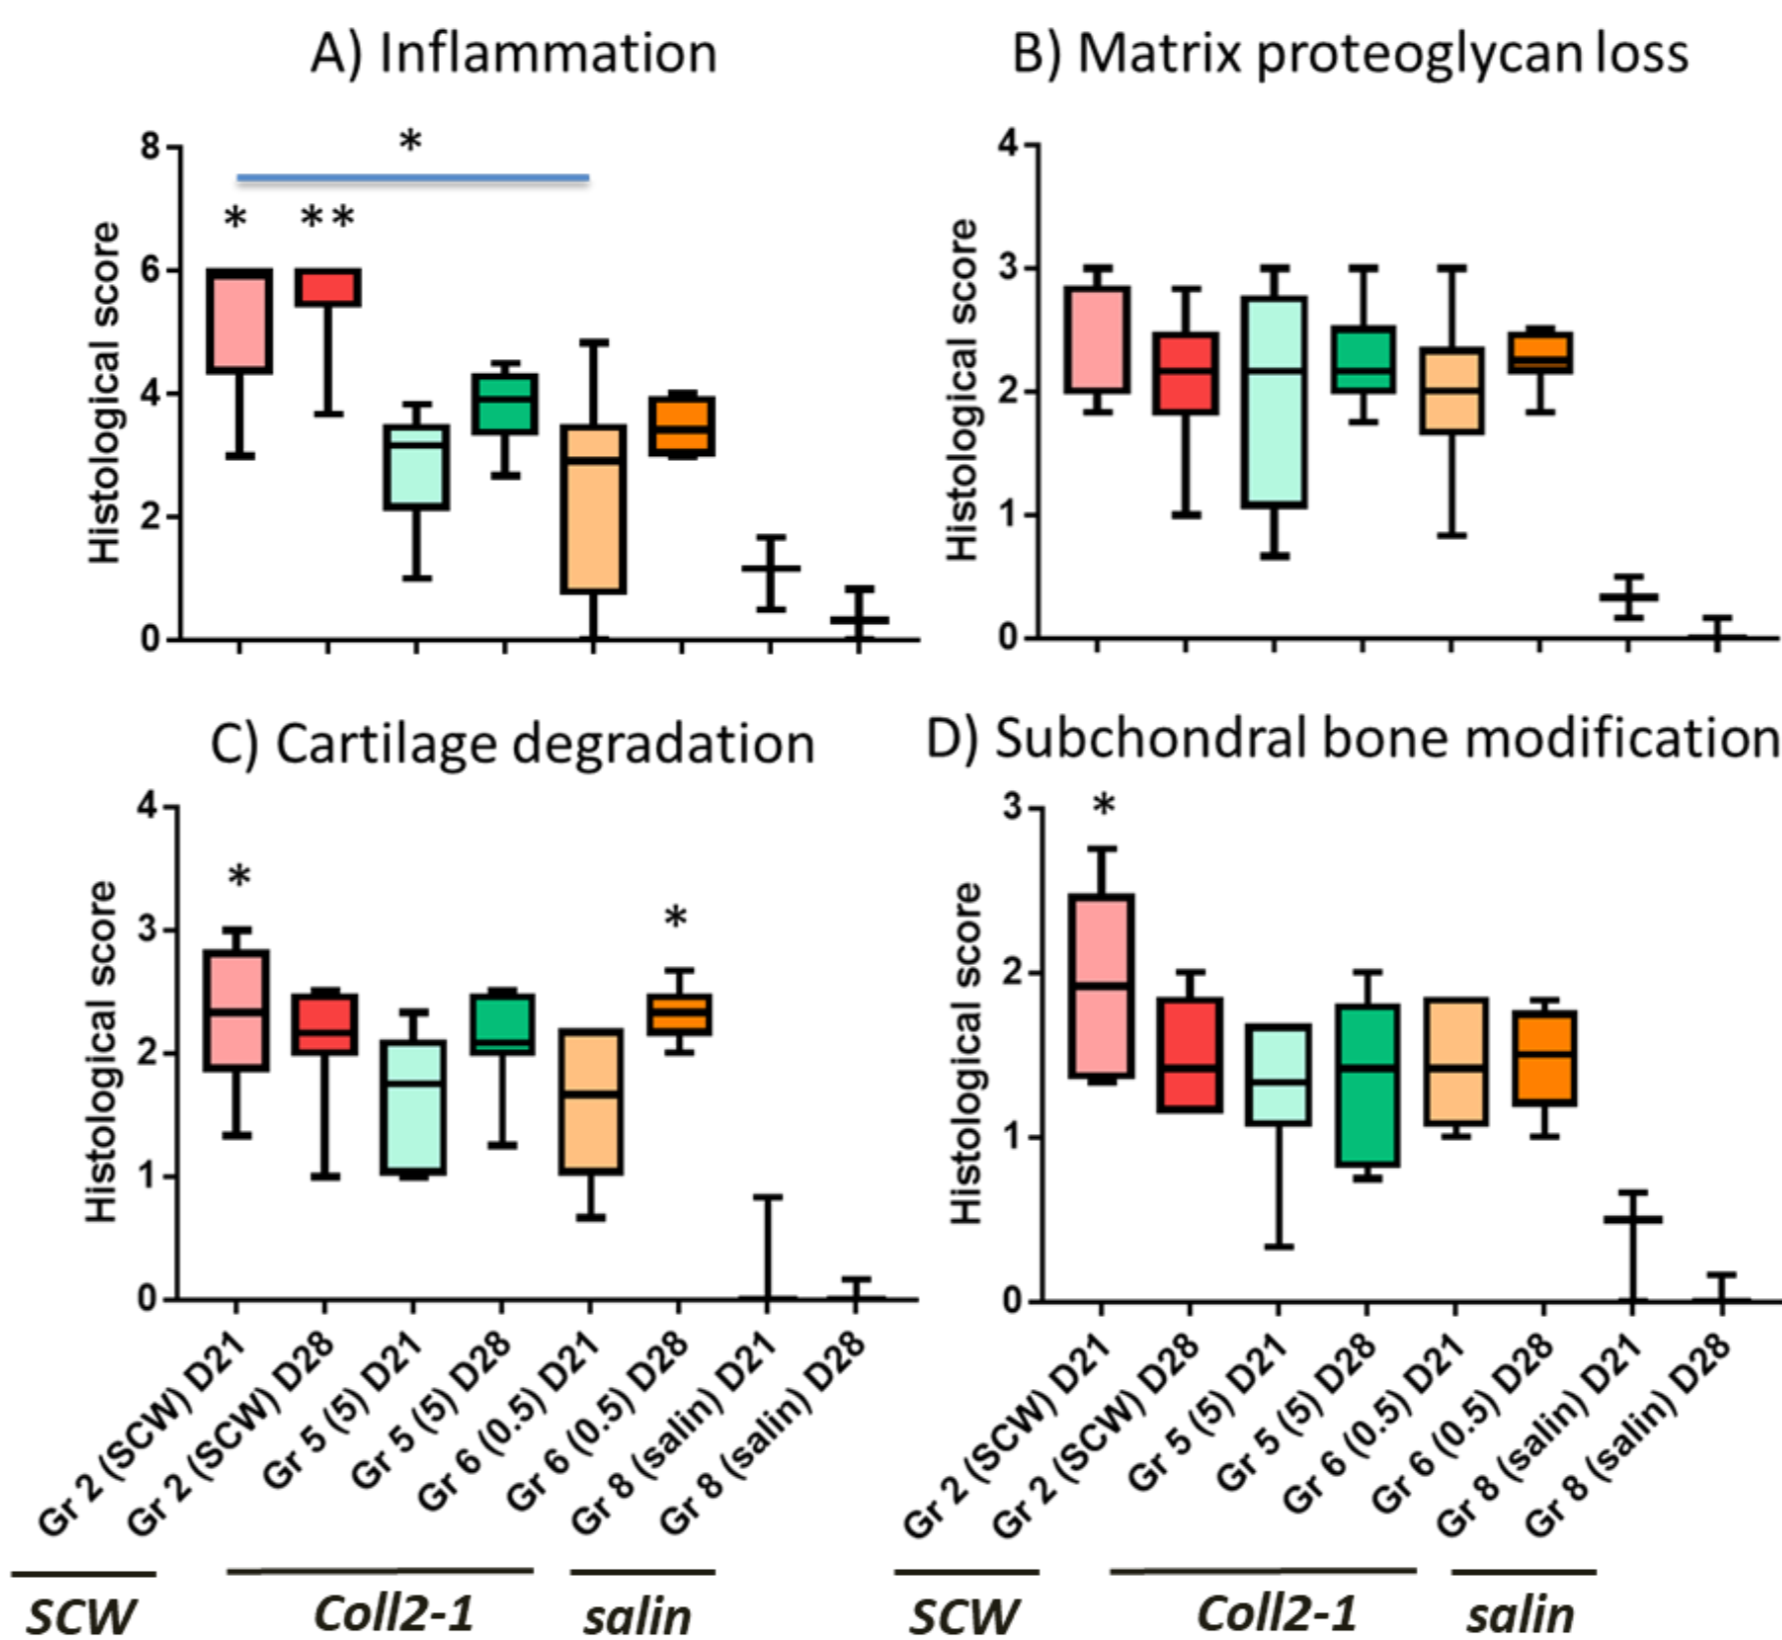 A) Inflammation
B) Matrix proteoglycan loss
Histological score
8
6
4
2
0
*
*
**
Histological score
4
3
2
1
0
C) Cartilage degradation
D) Subchondral bone modification
Histological score
4
3
2
1
0
*
*
Histological score
3
2
1
0
*
Gr 2 (SCW) D21
Gr 2 (SCW) D28
Gr 5 (5) D21
Gr 5 (5) D28
Gr 6 (0.5) D21
Gr 6 (0.5) D28
Gr 8 (salin) D21
Gr 8 (salin) D28
Gr 2 (SCW) D21
Gr 2 (SCW) D28
Gr 5 (5) D21
Gr 5 (5) D28
Gr 6 (0.5) D21
Gr 6 (0.5) D28
Gr 8 (salin) D21
Gr 8 (salin) D28
SCW
Coll2-1
salin
SCW
Coll2-1
salin